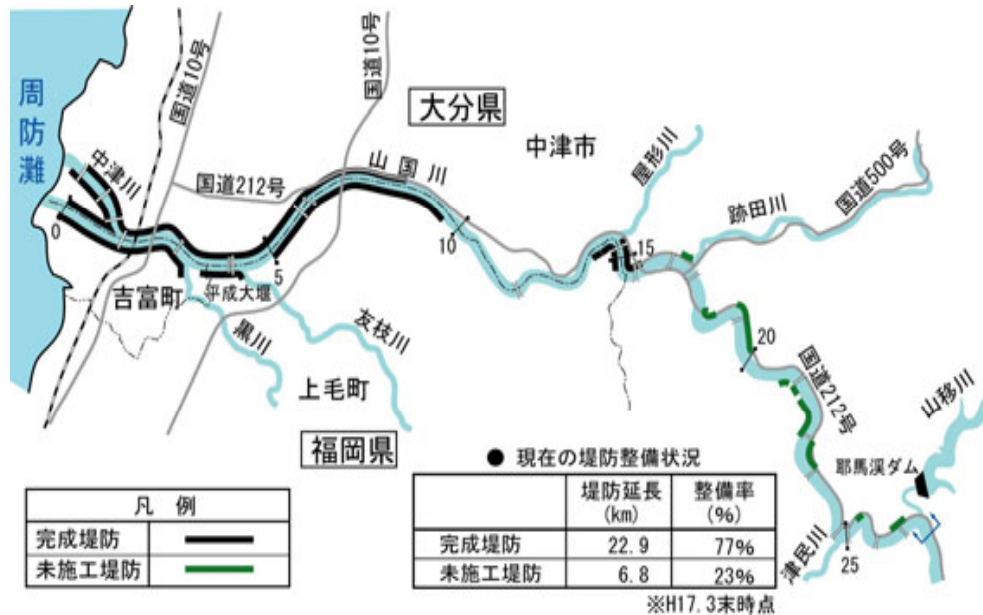 周防灘
国道10号
国道10号
大分県
中津市
中津川
国道212号
山国川
屋形川
跡田川
国道500号
0
5
10
15
20
25
吉富町
平成大堰
黒川
友枝川
上毛町
福岡県
国道212号
山移川
耶馬溪ダム
津民川
凡 例
完成堤防
未施工堤防
● 現在の堤防整備状況
堤防延長(km) 整備率(%)
完成堤防 22.9 77%
未施工堤防 6.8 23%
※H17.3末時点